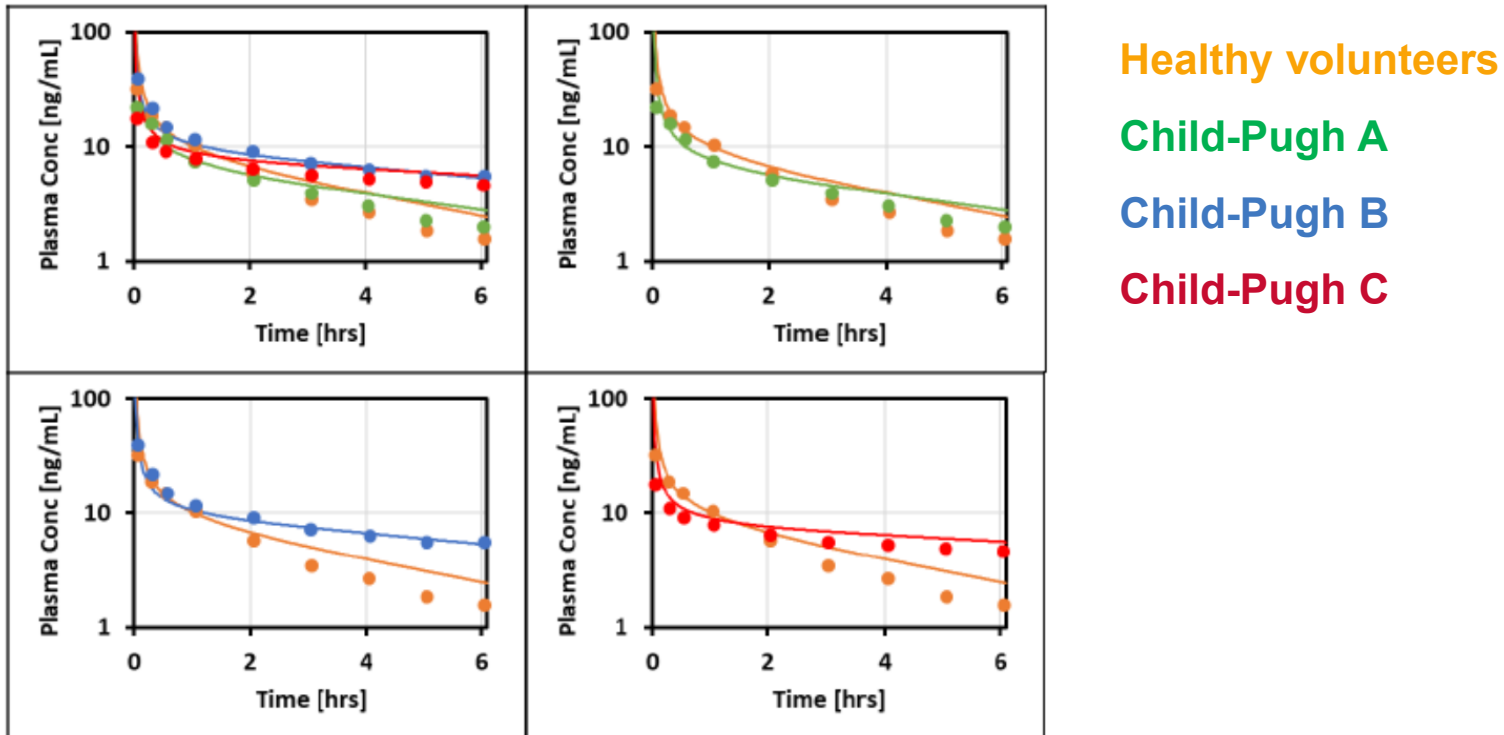 100
10
1
Plasma Conc [ng/mL]
0 2 4 6
Time [hrs]
100
10
1
Plasma Conc [ng/mL]
0 2 4 6
Time [hrs]
Healthy volunteers
Child-Pugh A
Child-Pugh B
Child-Pugh C
100
10
1
Plasma Conc [ng/mL]
0 2 4 6
Time [hrs]
100
10
1
Plasma Conc [ng/mL]
0 2 4 6
Time [hrs]